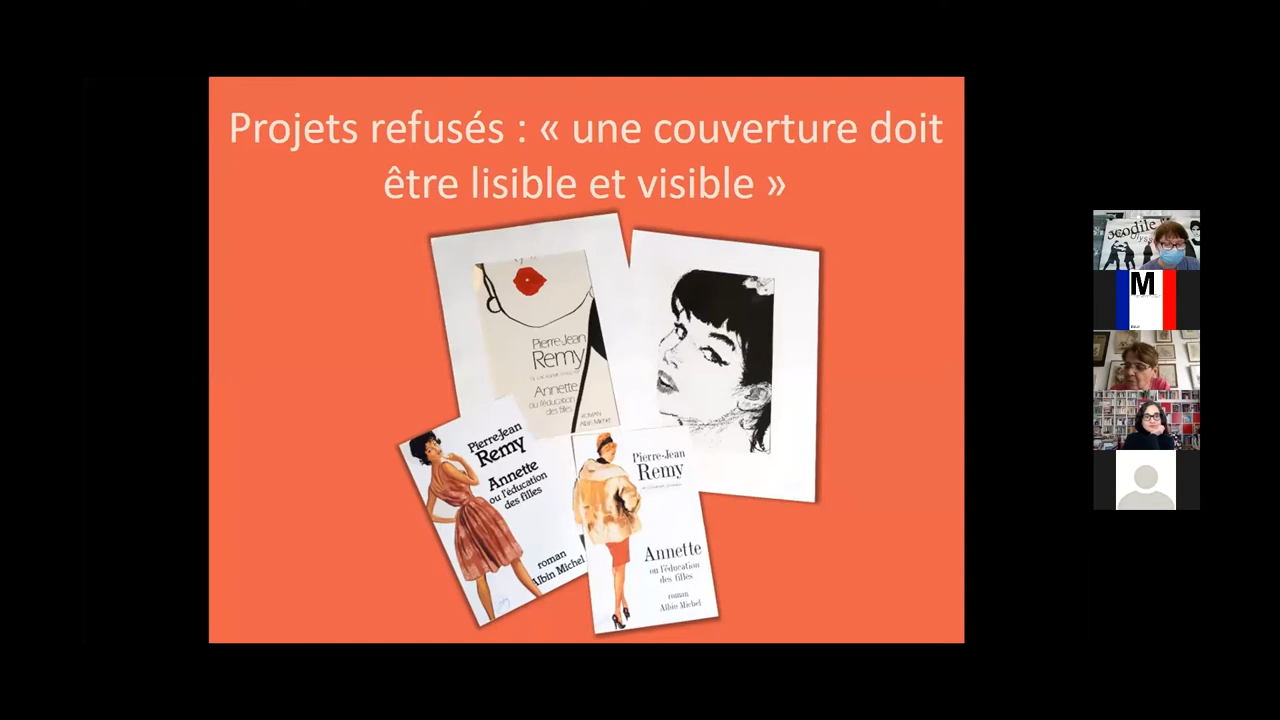 Projets refusés : « une couverture doit
être lisible et visible »
Pierre-Jean
Remy
Annette
ou l'éducation
des filles
ROMAN
Albin Michel
Pierre-Jean
Remy
Annette
ou l'éducation
des filles
roman
Albin Michel
Pierre-Jean
Remy
Annette
ou l'éducation
des filles
roman
Albin Michel
M